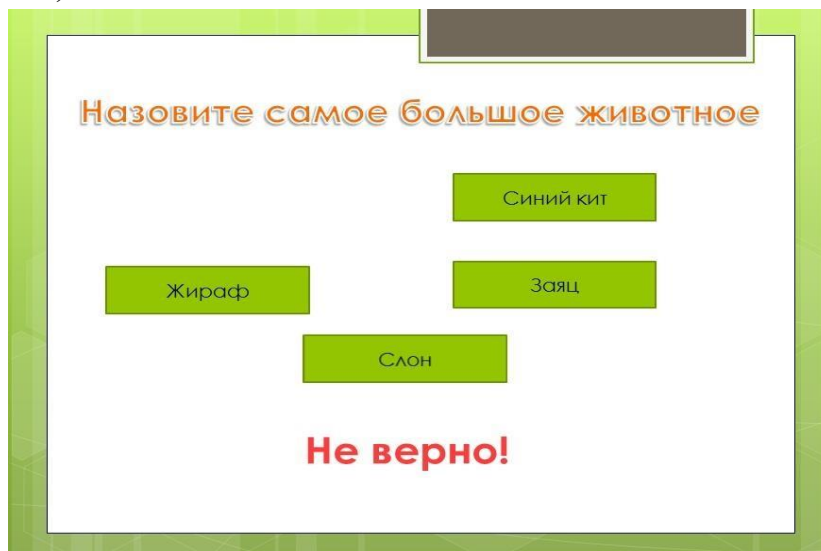 Назовите самое большое животное
Синий кит
Жираф
Заяц
Слон
Не верно!